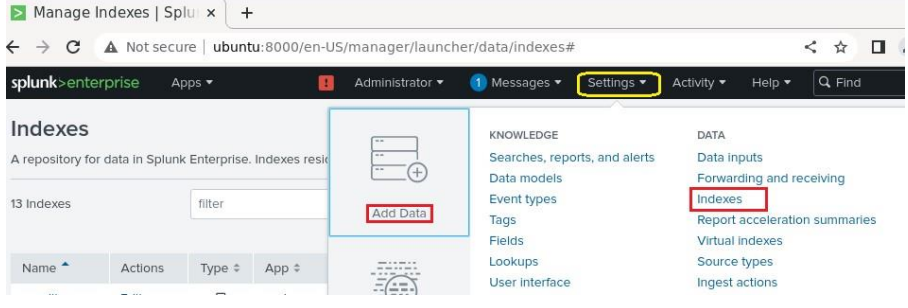 Manage Indexes | Splu
Not secure | ubuntu:8000/en-US/manager/launcher/data/indexes#
splunk>enterprise Apps Administrator 1 Messages Settings Activity Help Find
Indexes
A repository for data in Splunk Enterprise. Indexes
13 Indexes
filter
Name Actions Type App
Add Data
KNOWLEDGE
Searches, reports, and alerts
Data models
Event types
Tags
Fields
Lookups
User interface
DATA
Data inputs
Forwarding and receiving
Indexes
Report acceleration summaries
Virtual indexes
Source types
Ingest actions